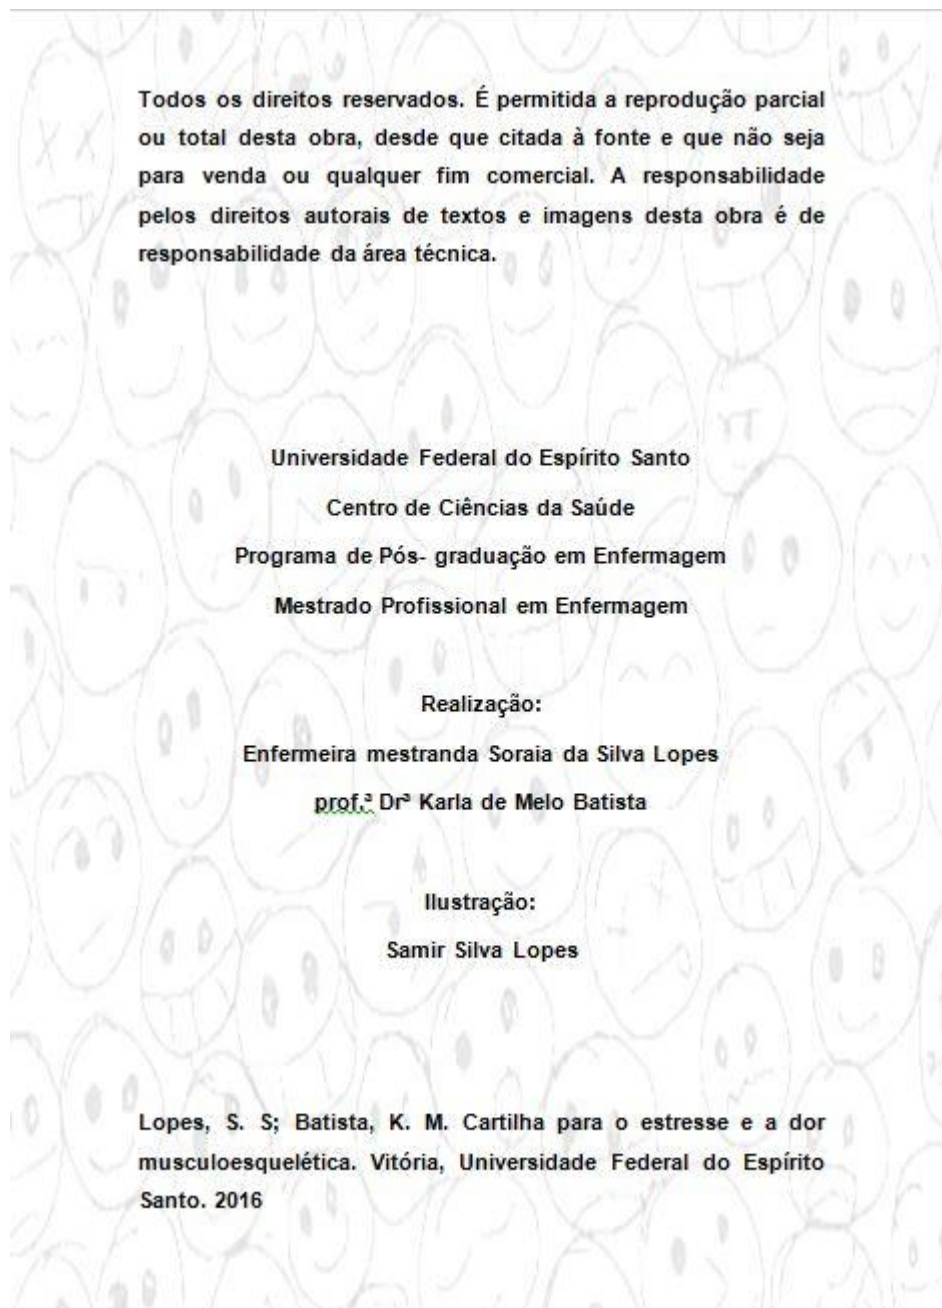 Todos os direitos reservados. É permitida a reprodução parcial
ou total desta obra, desde que citada à fonte e que não seja
para venda ou qualquer fim comercial. A responsabilidade
pelos direitos autorais de textos e imagens desta obra é de
responsabilidade da área técnica.
Universidade Federal do Espírito Santo
Centro de Ciências da Saúde
Programa de Pós- graduação em Enfermagem
Mestrado Profissional em Enfermagem
Realização:
Enfermeira mestranda Soraia da Silva Lopes
prof.ª Drª Karla de Melo Batista
Ilustração:
Samir Silva Lopes
Lopes, S. S; Batista, K. M. Cartilha para o estresse e a dor
musculoesquelética. Vitória, Universidade Federal do Espírito
Santo. 2016